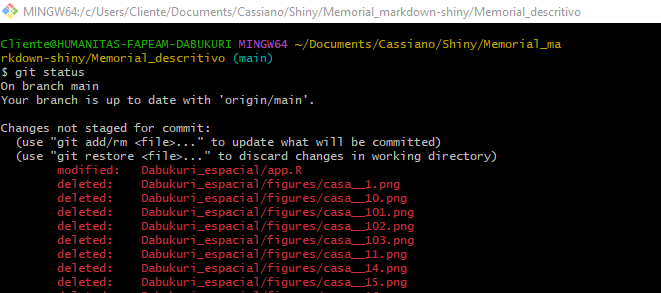 MINGW64:/c/Users/Cliente/Documents/Cassiano/Shiny/Memorial_markdown-shiny/Memorial_descritivo
Cliente@HUMANITAS-FAPEAM-DABUKURI MINGW64 ~/Documents/Cassiano/Shiny/Memorial_ma
rkdown-shiny/Memorial_descritivo (main)
$ git status
On branch main
Your branch is up to date with 'origin/main'.
Changes not staged for commit:
(use "git add/rm <file>..." to update what will be committed)
(use "git restore <file>..." to discard changes in working directory)
modified: Dabukuri_espacial/app.R
deleted: Dabukuri_espacial/figures/casa__1.png
deleted: Dabukuri_espacial/figures/casa__10.png
deleted: Dabukuri_espacial/figures/casa__101.png
deleted: Dabukuri_espacial/figures/casa__102.png
deleted: Dabukuri_espacial/figures/casa__103.png
deleted: Dabukuri_espacial/figures/casa__11.png
deleted: Dabukuri_espacial/figures/casa__14.png
deleted: Dabukuri_espacial/figures/casa__15.png